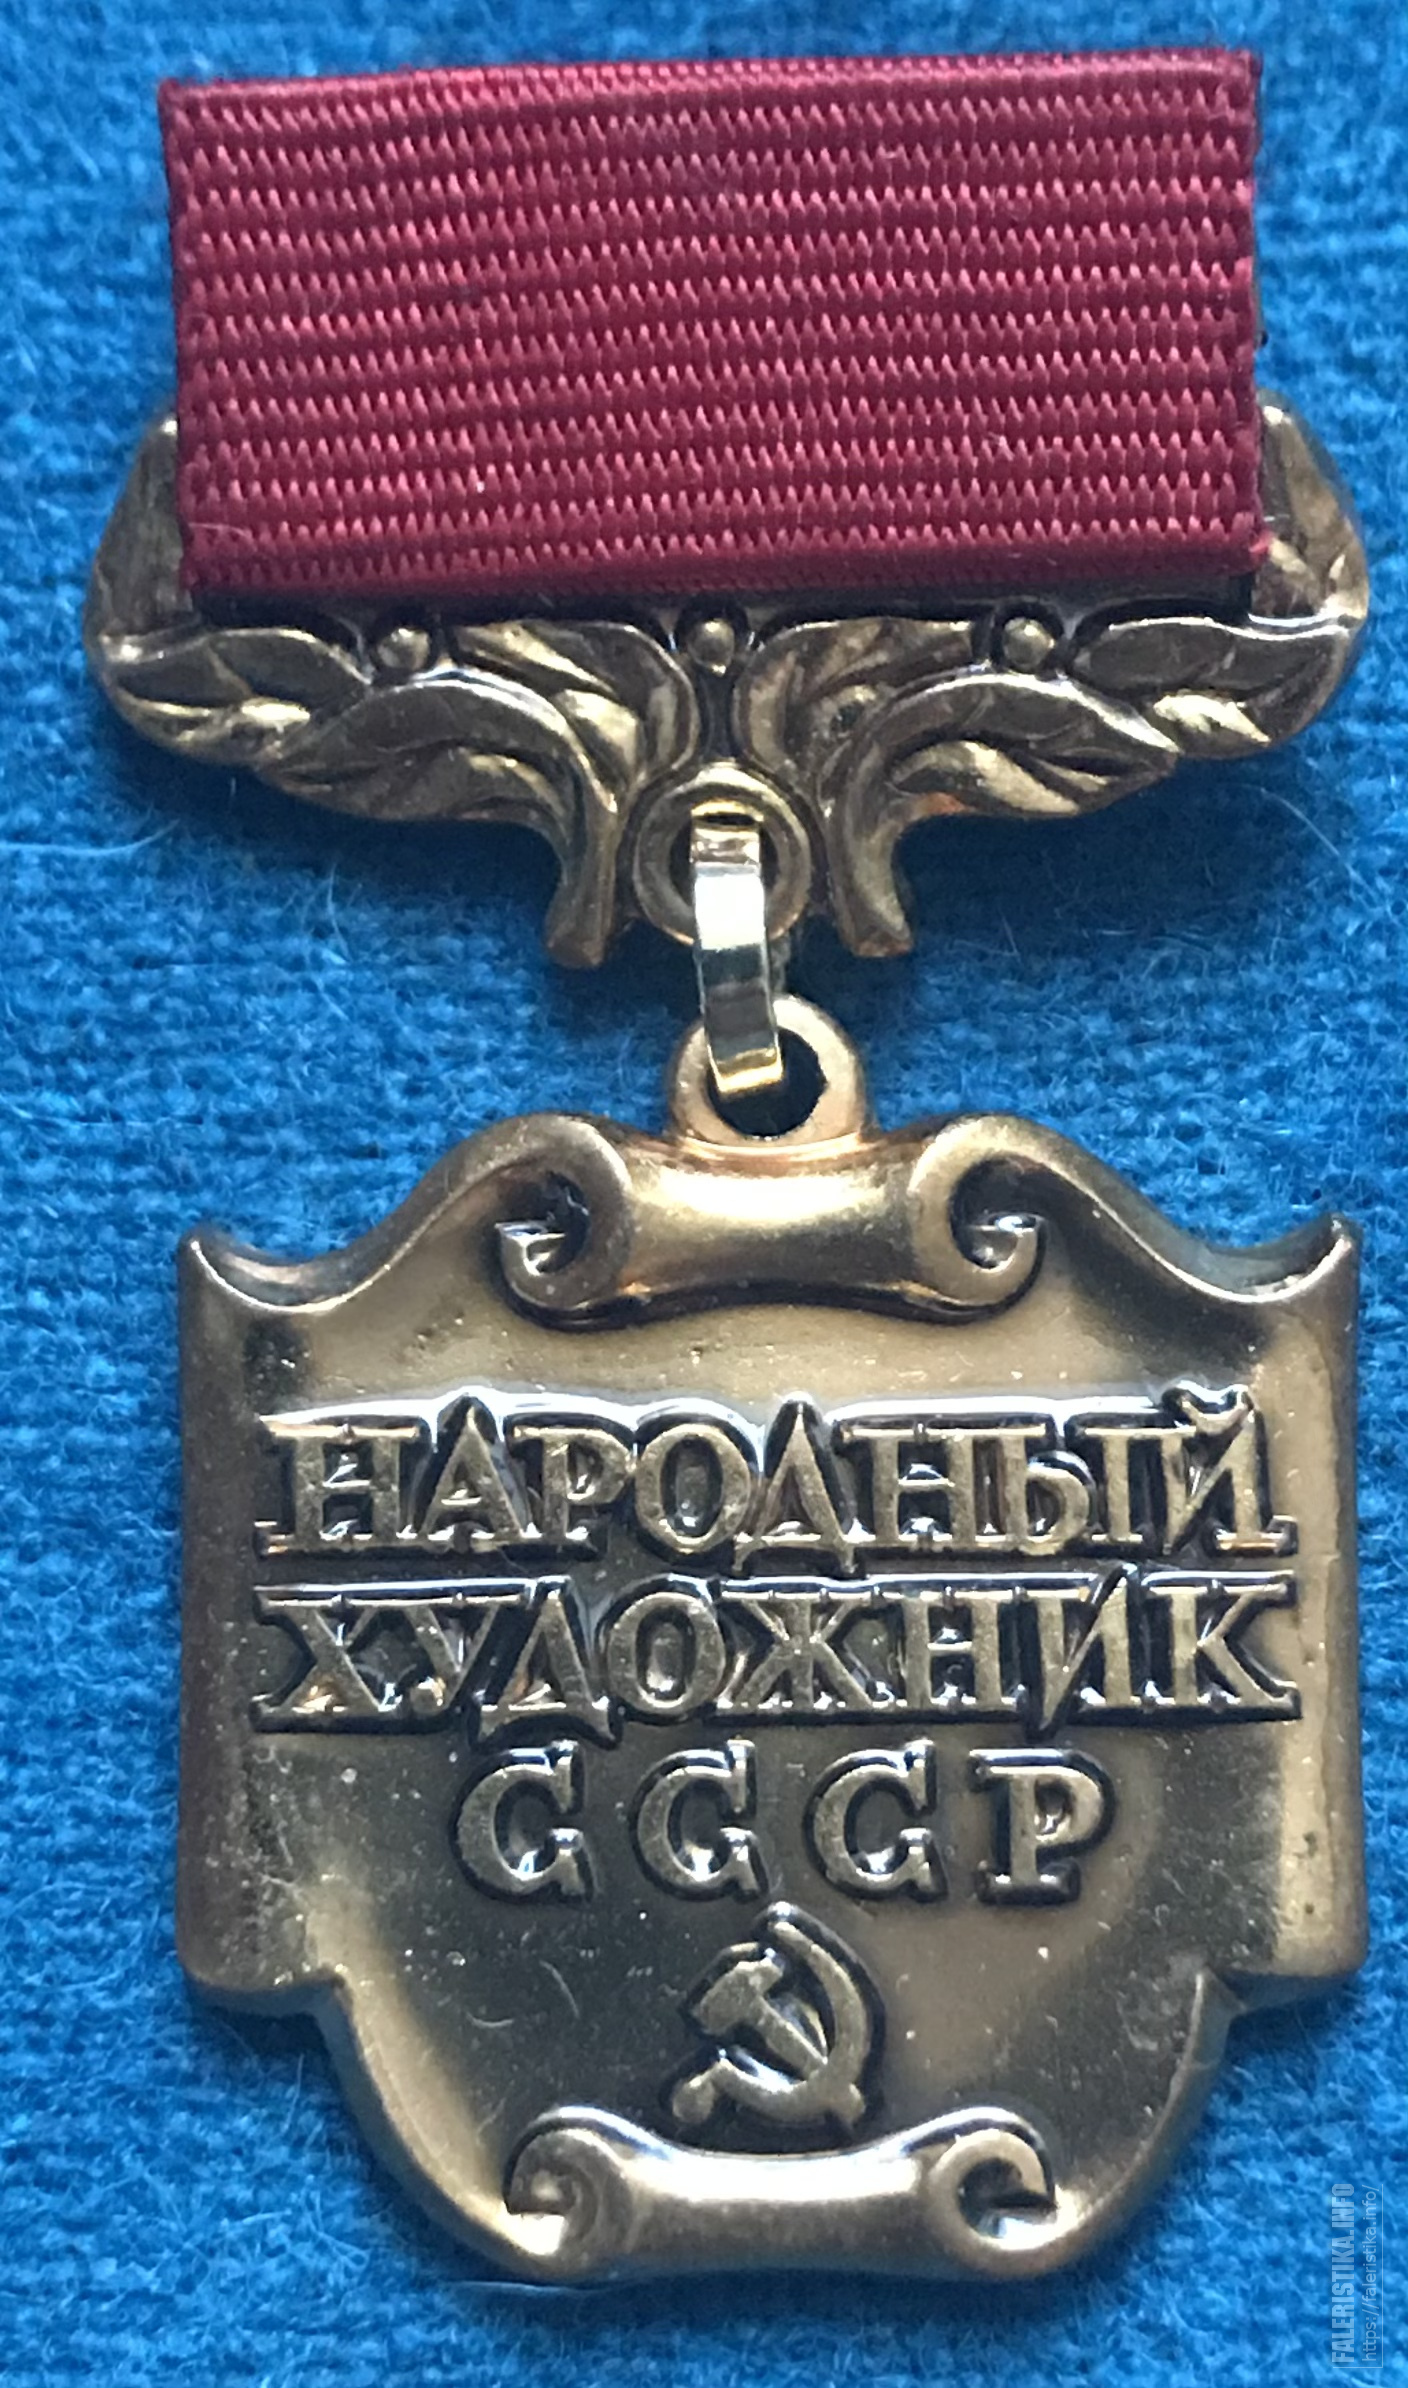 НАРОДНЫЙ
ХУДОЖНИК
СССР
FALERISTIKA.INFO
https://faleristika.info/